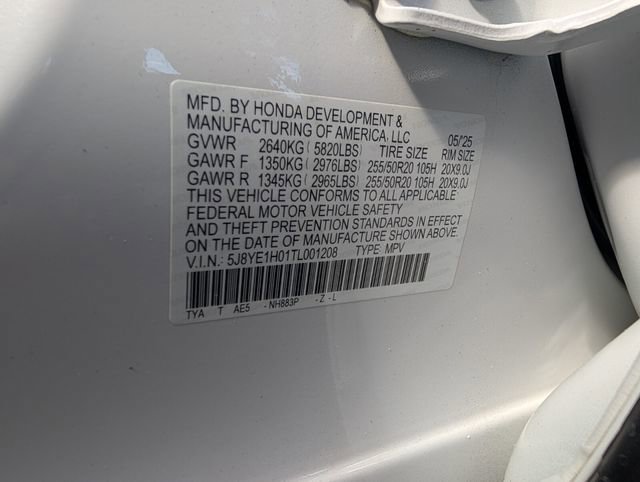 MFD. BY HONDA DEVELOPMENT &
MANUFACTURING OF AMERICA, LLC 05/25
GVWR 2640KG ( 5820LBS) TIRE SIZE RIM SIZE
GAWR F 1350KG ( 2976LBS) 255/50R20 105H 20X9.0J
GAWR R 1345KG ( 2965LBS) 255/50R20 105H 20X9.0J
THIS VEHICLE CONFORMS TO ALL APPLICABLE
FEDERAL MOTOR VEHICLE SAFETY
AND THEFT PREVENTION STANDARDS IN EFFECT
ON THE DATE OF MANUFACTURE SHOWN ABOVE.
V.I.N.: 5J8YE1H01TL001208 TYPE: MPV
TYA T AE5 - NH883P - Z - L